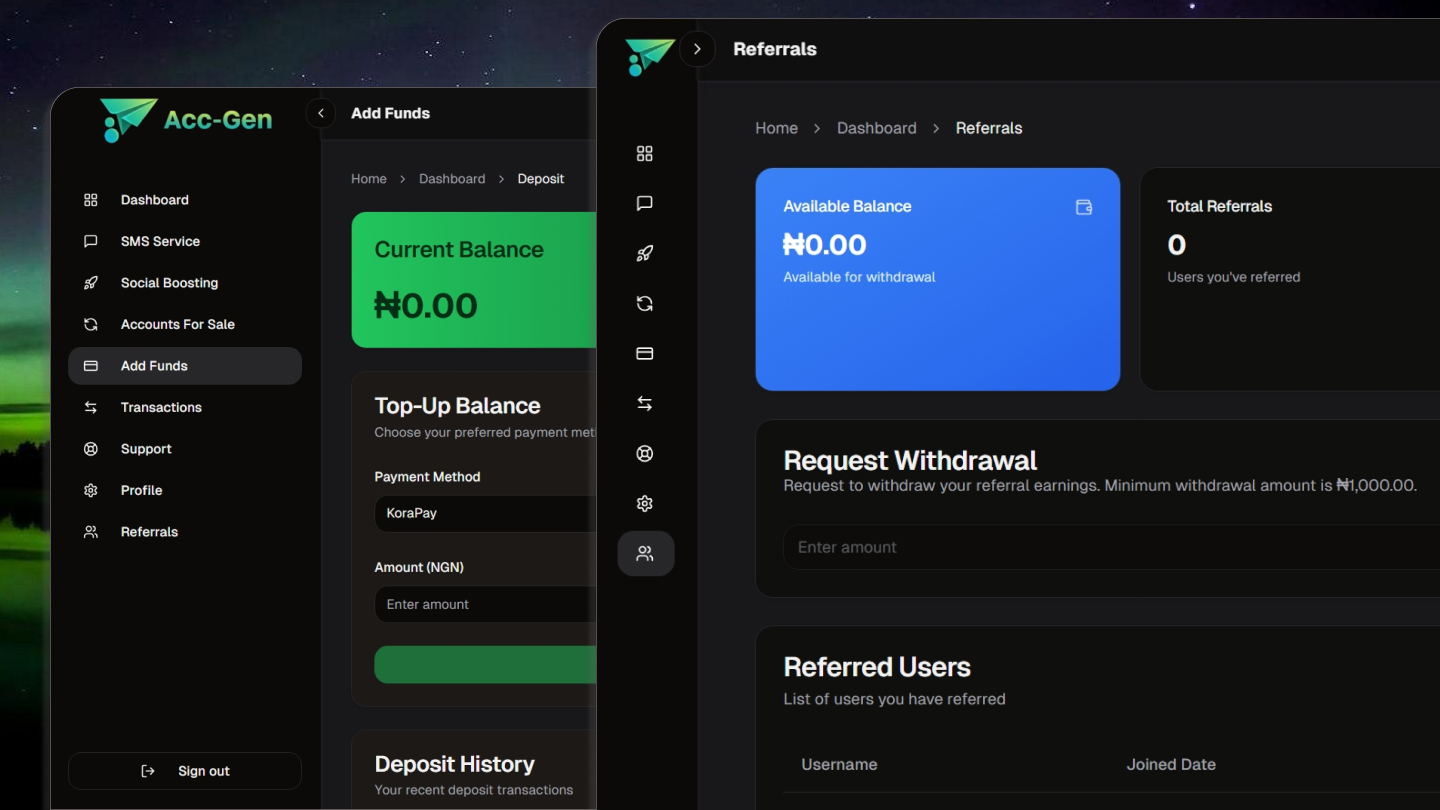 Acc-Gen
Dashboard
SMS Service
Social Boosting
Accounts For Sale
Add Funds
Transactions
Support
Profile
Referrals
Sign out
Add Funds
Home > Dashboard > Deposit
Current Balance
₦0.00
Top-Up Balance
Choose your preferred payment
Payment Method
KoraPay
Amount (NGN)
Enter amount
Deposit History
Your recent deposit transactions
Referrals
Home > Dashboard > Referrals
Available Balance
₦0.00
Available for withdrawal
Total Referrals
0
Users you've referred
Request Withdrawal
Request to withdraw your referral earnings. Minimum withdrawal amount is ₦1,000.00.
Enter amount
Referred Users
List of users you have referred
Username Joined Date